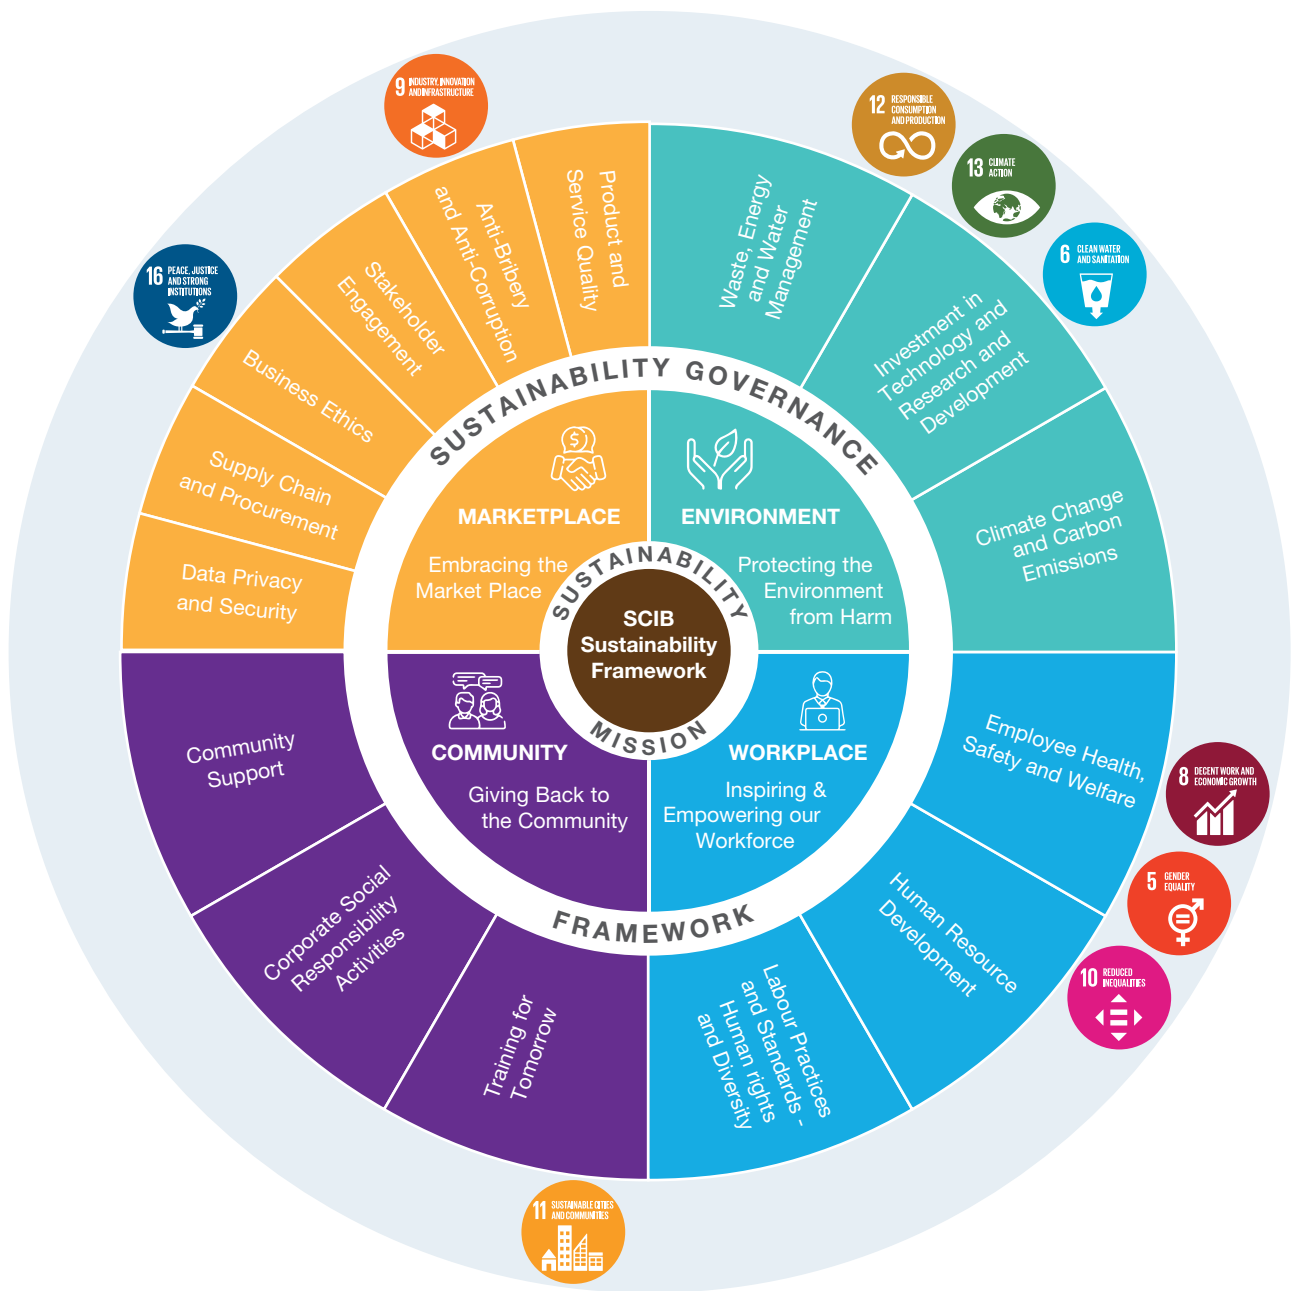 9 INDUSTRY, INNOVATION
AND INFRASTRUCTURE
12 RESPONSIBLE
CONSUMPTION
AND PRODUCTION
13 CLIMATE
ACTION
6 CLEAN WATER
AND SANITATION
16 PEACE, JUSTICE
AND STRONG
INSTITUTIONS
Product and
Service Quality
Anti-Bribery
and Anti-Corruption
Stakeholder
Engagement
Business Ethics
Supply Chain
and Procurement
Data Privacy
and Security
Waste, Energy
and Water
Management
Investment in
Technology and
Research and
Development
Climate Change
and Carbon
Emissions
SUSTAINABILITY GOVERNANCE
$
MARKETPLACE
Embracing the
Market Place
ENVIRONMENT
Protecting the
Environment
from Harm
SUSTAINABILITY
SCIB
Sustainability
Framework
MISSION
COMMUNITY
Giving Back to
the Community
WORKPLACE
Inspiring &
Empowering our
Workforce
FRAMEWORK
Community
Support
Corporate Social
Responsibility
Activities
Training for
Tomorrow
Employee Health,
Safety and Welfare
Human Resource
Development
Labour Practices
and Standards -
Human rights
and Diversity
8 DECENT WORK AND
ECONOMIC GROWTH
5 GENDER
EQUALITY
10 REDUCED
INEQUALITIES
11 SUSTAINABLE CITIES
AND COMMUNITIES